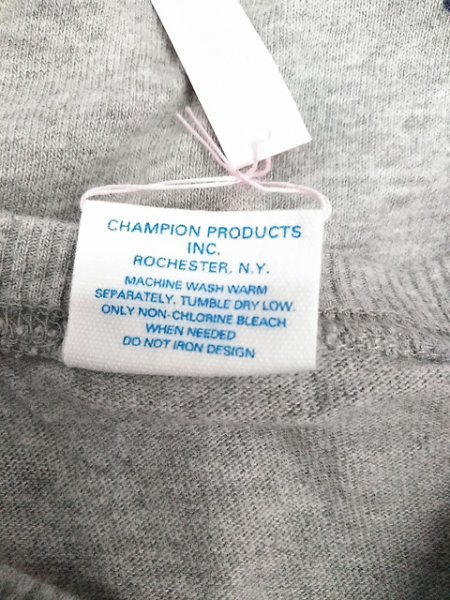 CHAMPION PRODUCTS
INC.
ROCHESTER, N.Y.
MACHINE WASH WARM
SEPARATELY. TUMBLE DRY LOW.
ONLY NON-CHLORINE BLEACH
WHEN NEEDED
DO NOT IRON DESIGN